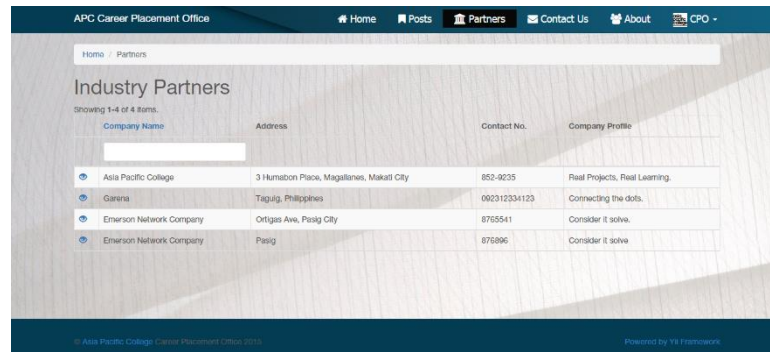 APC Career Placement Office Home Posts Partners Contact Us About CPO
Home / Partners
Industry Partners
Showing 1-4 of 4 items.
Company Name Address Contact No. Company Profile
Asia Pacific College 3 Humabon Place, Magallanes, Makati City 852-9235 Real Projects, Real Learning.
Garena Taguig, Philippines 092312334123 Connecting the dots.
Emerson Network Company Ortigas Ave, Pasig City 8765541 Consider it solve.
Emerson Network Company Pasig 876896 Consider it solve
© Asia Pacific College Career Placement Office 2015 Powered by Yii Framework